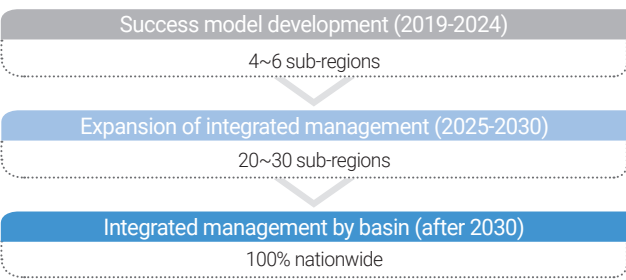 Success model development (2019-2024)
4~6 sub-regions
Expansion of integrated management (2025-2030)
20~30 sub-regions
Integrated management by basin (after 2030)
100% nationwide